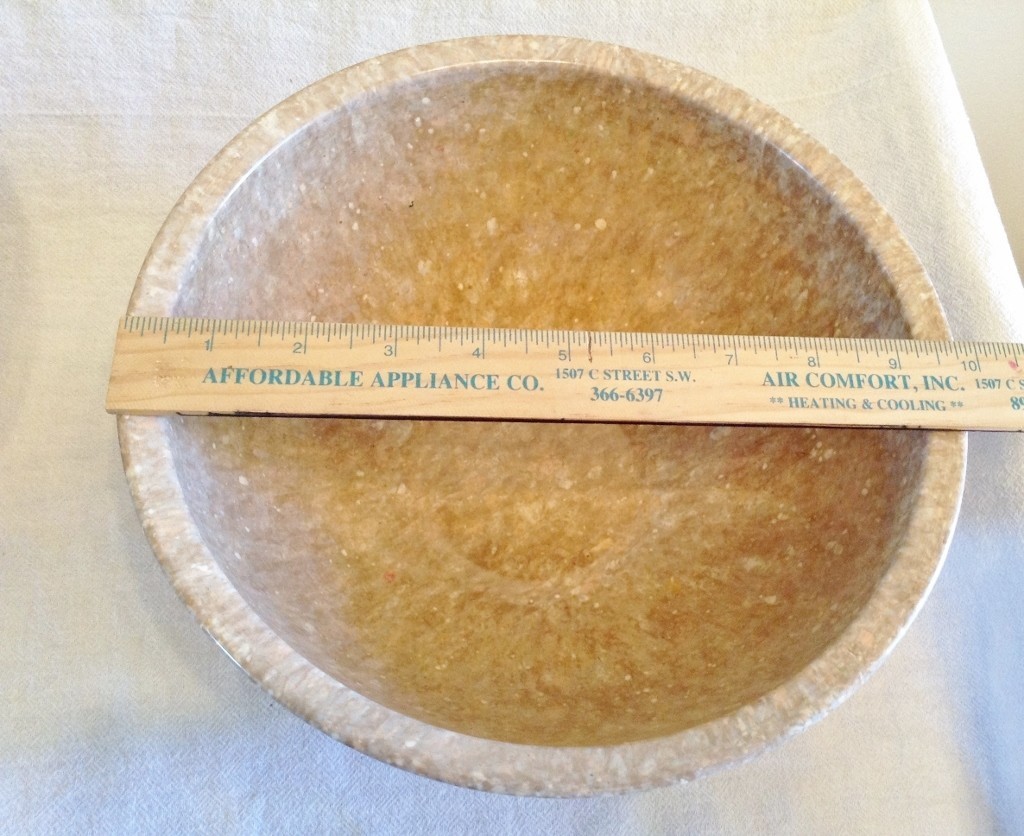 1 2 3 4 5 6 7 8 9 10
AFFORDABLE APPLIANCE CO.
1507 C STREET S.W.
366-6397
AIR COMFORT, INC.
** HEATING & COOLING **
1507 C S